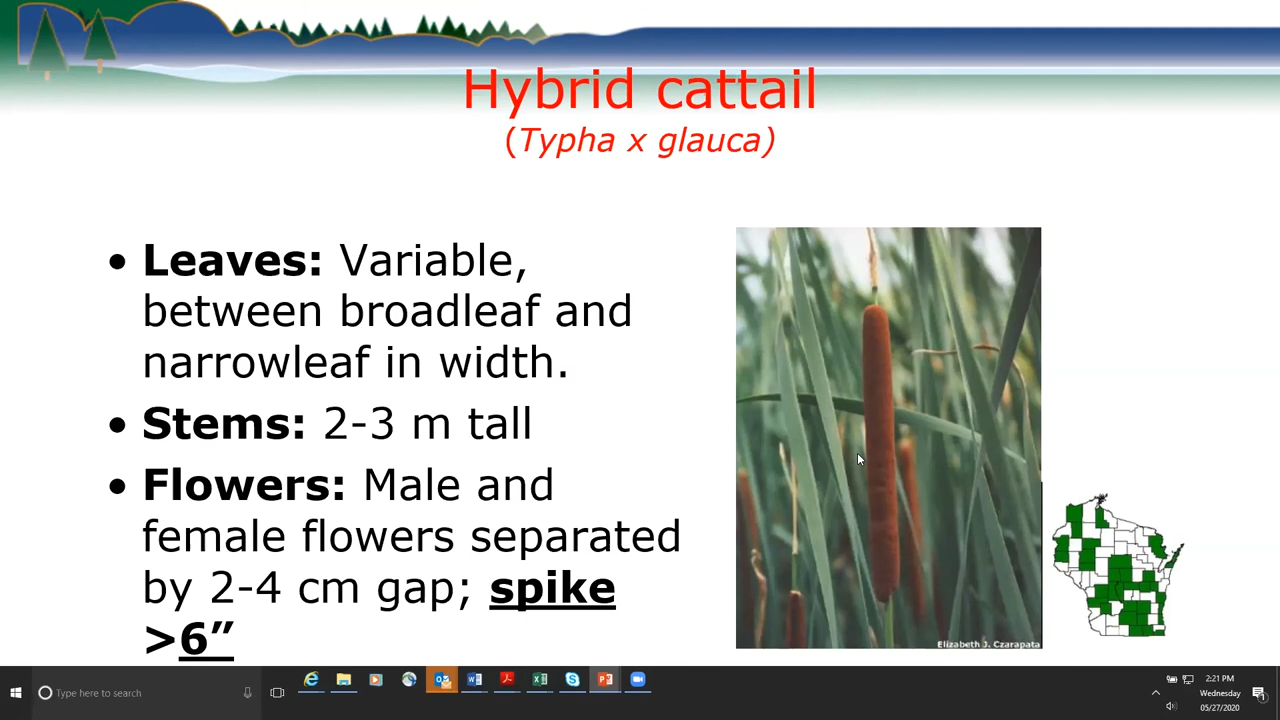 Hybrid cattail
(Typha x glauca)
• Leaves: Variable,
between broadleaf and
narrowleaf in width.
• Stems: 2-3 m tall
• Flowers: Male and
female flowers separated
by 2-4 cm gap; spike
>6”
Elizabeth J. Czarapata
Type here to search
2:21 PM
Wednesday
05/27/2020